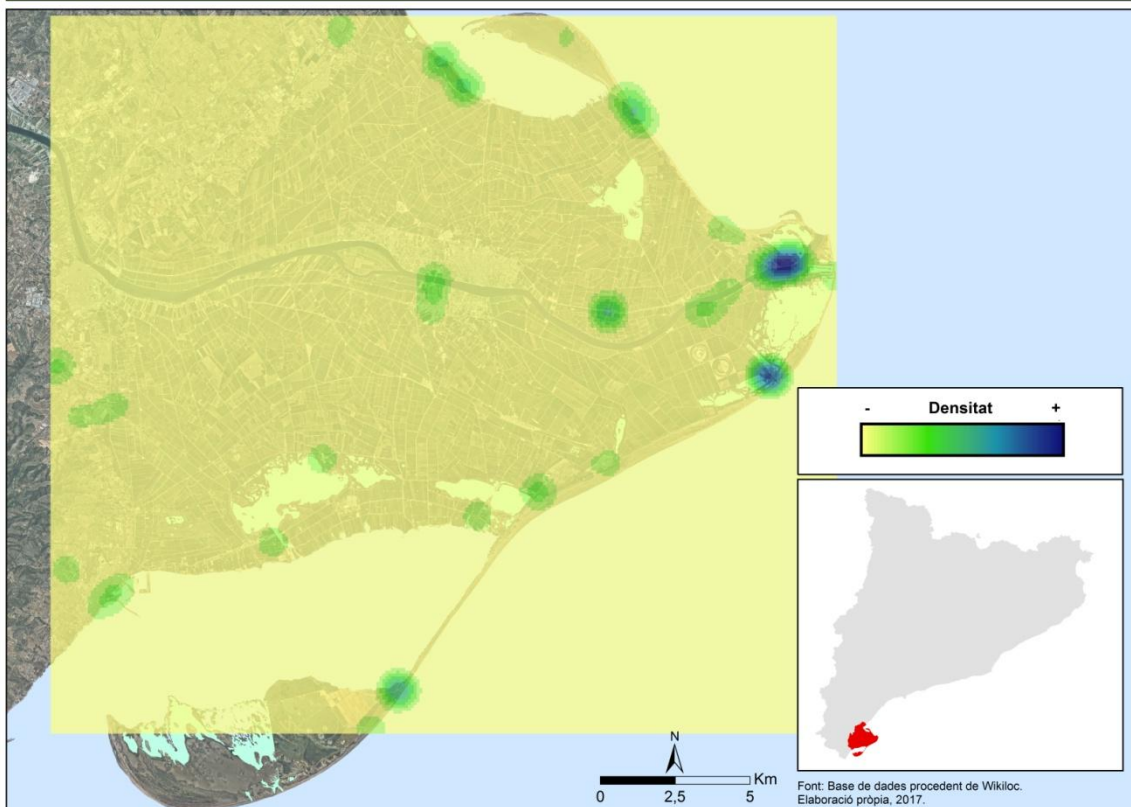 - Densitat +
N
Km
0 2,5 5
Font: Base de dades procedent de Wikiloc.
Elaboració pròpia, 2017.